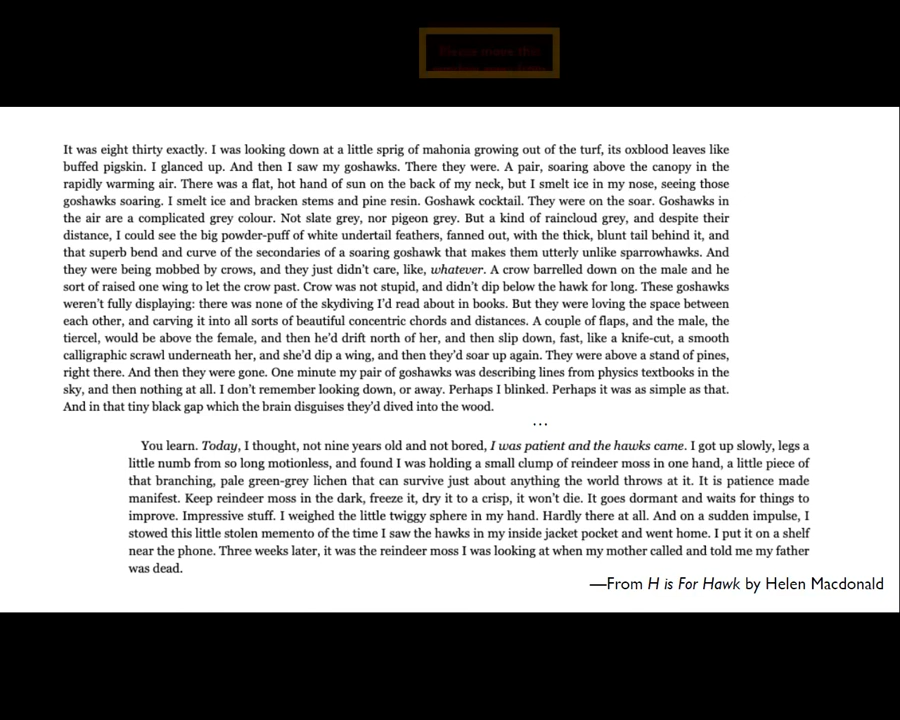 It was eight thirty exactly. I was looking down at a little sprig of mahonia growing out of the turf, its oxblood leaves like
buffed pigskin. I glanced up. And then I saw my goshawks. There they were. A pair, soaring above the canopy in the
rapidly warming air. There was a flat, hot hand of sun on the back of my neck, but I smelt ice in my nose, seeing those
goshawks soaring. I smelt ice and bracken stems and pine resin. Goshawk cocktail. They were on the soar. Goshawks in
the air are a complicated grey colour. Not slate grey, nor pigeon grey. But a kind of raincloud grey, and despite their
distance, I could see the big powder-puff of white undertail feathers, fanned out, with the thick, blunt tail behind it, and
that superb bend and curve of the secondaries of a soaring goshawk that makes them utterly unlike sparrowhawks. And
they were being mobbed by crows, and they just didn't care, like, whatever. A crow barrelled down on the male and he
sort of raised one wing to let the crow past. Crow was not stupid, and didn't dip below the hawk for long. These goshawks
weren't fully displaying: there was none of the skydiving I'd read about in books. But they were loving the space between
each other, and carving it into all sorts of beautiful concentric chords and distances. A couple of flaps, and the male, the
tiercel, would be above the female, and then he'd drift north of her, and then slip down, fast, like a knife-cut, a smooth
calligraphic scrawl underneath her, and she'd dip a wing, and then they'd soar up again. They were above a stand of pines,
right there. And then they were gone. One minute my pair of goshawks was describing lines from physics textbooks in the
sky, and then nothing at all. I don't remember looking down, or away. Perhaps I blinked. Perhaps it was as simple as that.
And in that tiny black gap which the brain disguises they'd dived into the wood.
...
You learn. Today, I thought, not nine years old and not bored, I was patient and the hawks came. I got up slowly, legs a
little numb from so long motionless, and found I was holding a small clump of reindeer moss in one hand, a little piece of
that branching, pale green-grey lichen that can survive just about anything the world throws at it. It is patience made
manifest. Keep reindeer moss in the dark, freeze it, dry it to a crisp, it won't die. It goes dormant and waits for things to
improve. Impressive stuff. I weighed the little twiggy sphere in my hand. Hardly there at all. And on a sudden impulse, I
stowed this little stolen memento of the time I saw the hawks in my inside jacket pocket and went home. I put it on a shelf
near the phone. Three weeks later, it was the reindeer moss I was looking at when my mother called and told me my father
was dead.
—From H is For Hawk by Helen Macdonald